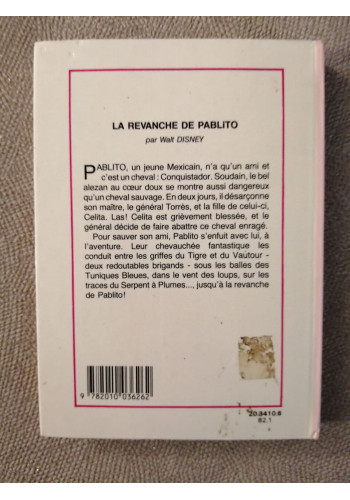 LA REVANCHE DE PABLITO
par Walt DISNEY
PABLITO, un jeune Mexicain, n'a qu'un ami et
c'est un cheval : Conquistador. Soudain, le bel
alezan au cœur doux se montre aussi dangereux
qu'un cheval sauvage. En deux jours, il désarçonne
son maître, le général Torrès, et la fille de celui-ci,
Celita. Las! Celita est grièvement blessée, et le
général décide de faire abattre ce cheval enragé.
Pour sauver son ami, Pablito s'enfuit avec lui, à
l'aventure. Leur chevauchée fantastique les
conduit entre les griffes du Tigre et du Vautour -
deux redoutables brigands - sous les balles des
Tuniques Bleues, dans le vent des loups, sur les
traces du Serpent à Plumes..., jusqu'à la revanche
de Pablito!
9 782010 036262
20.3410.6
82.1